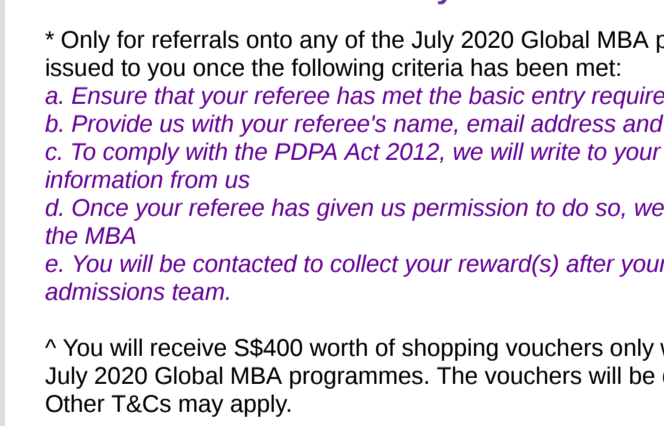 * Only for referrals onto any of the July 2020 Global MBA
issued to you once the following criteria has been met:
a. Ensure that your referee has met the basic entry require
b. Provide us with your referee's name, email address and
c. To comply with the PDPA Act 2012, we will write to your
information from us
d. Once your referee has given us permission to do so, we
the MBA
e. You will be contacted to collect your reward(s) after your
admissions team.
^ You will receive S$400 worth of shopping vouchers only
July 2020 Global MBA programmes. The vouchers will be
Other T&Cs may apply.